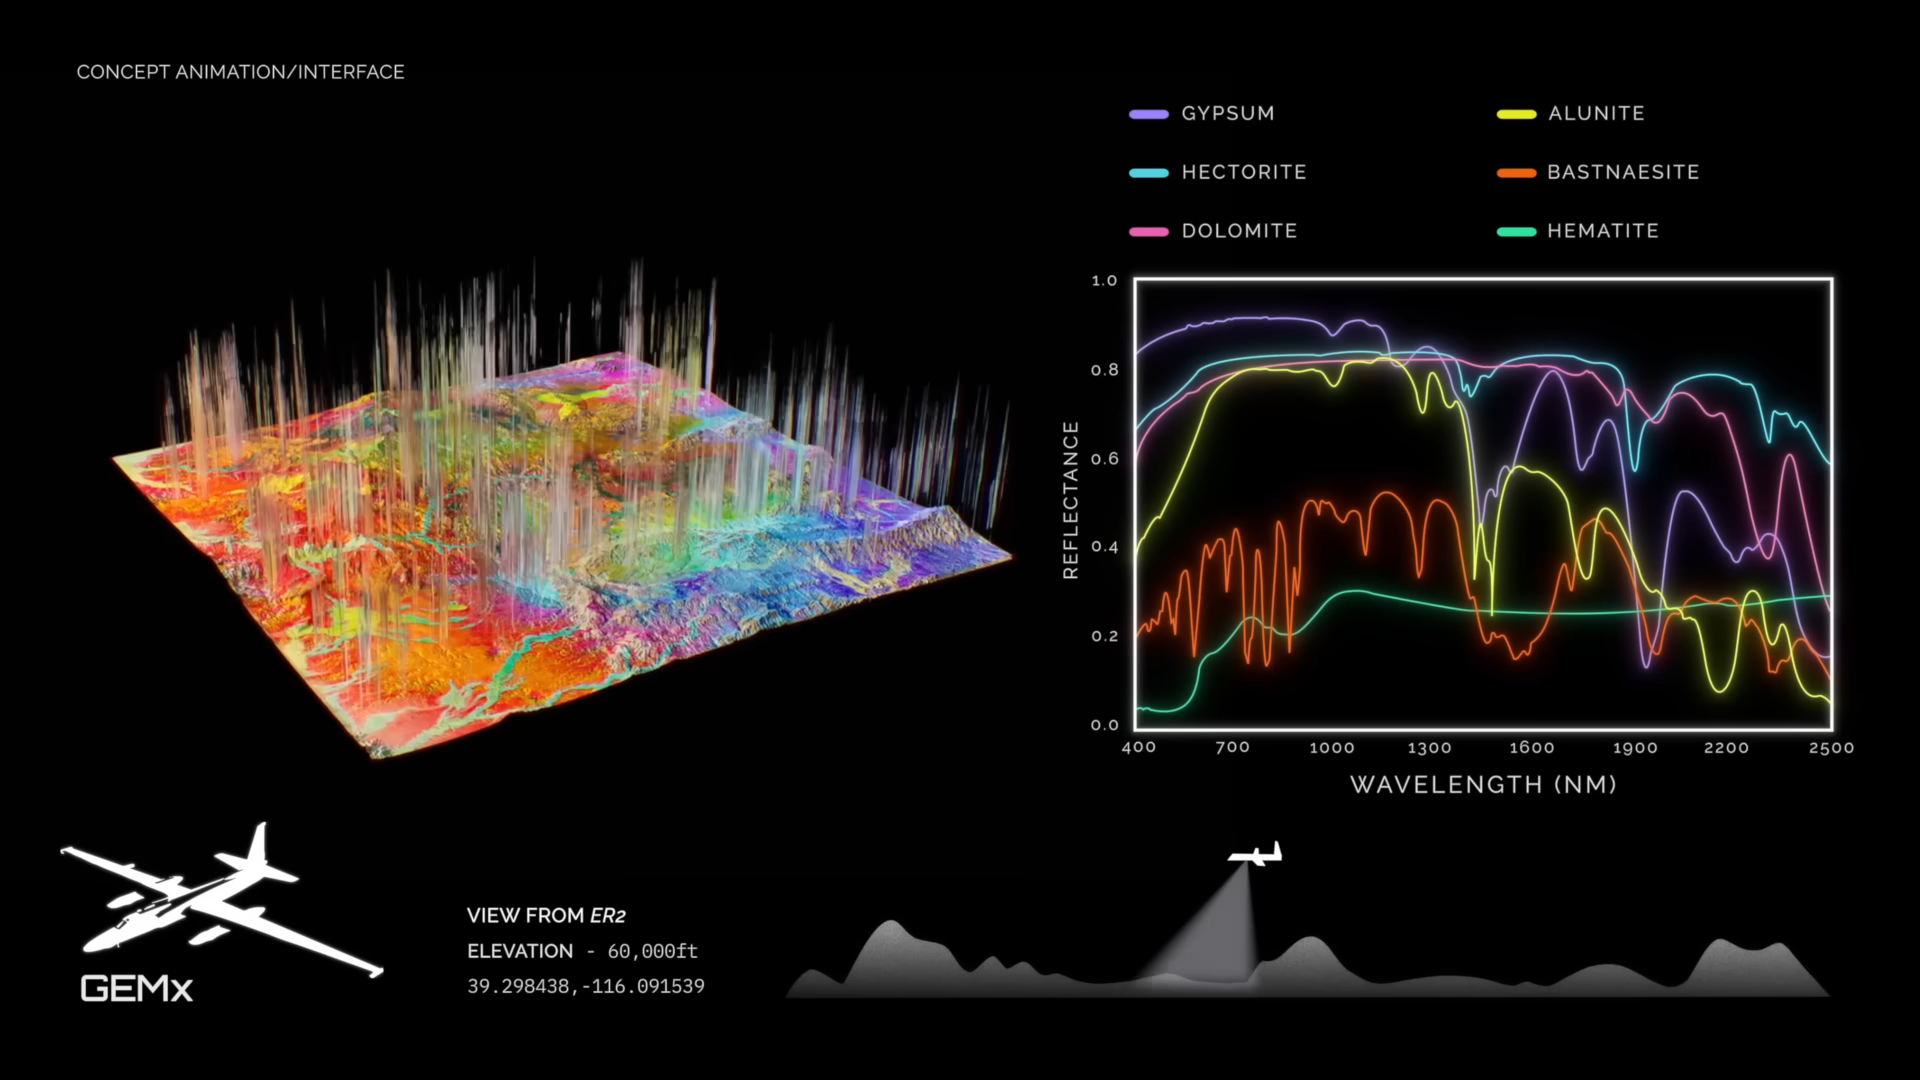 CONCEPT ANIMATION/INTERFACE
GYPSUM
ALUNITE
HECTORITE
BASTNAESITE
DOLOMITE
HEMATITE
1.0
0.8
0.6
0.4
0.2
0.0
REFLECTANCE
400 700 1000 1300 1600 1900 2200 2500
WAVELENGTH (NM)
GEMx
VIEW FROM ER2
ELEVATION - 60,000ft
39.298438,-116.091539